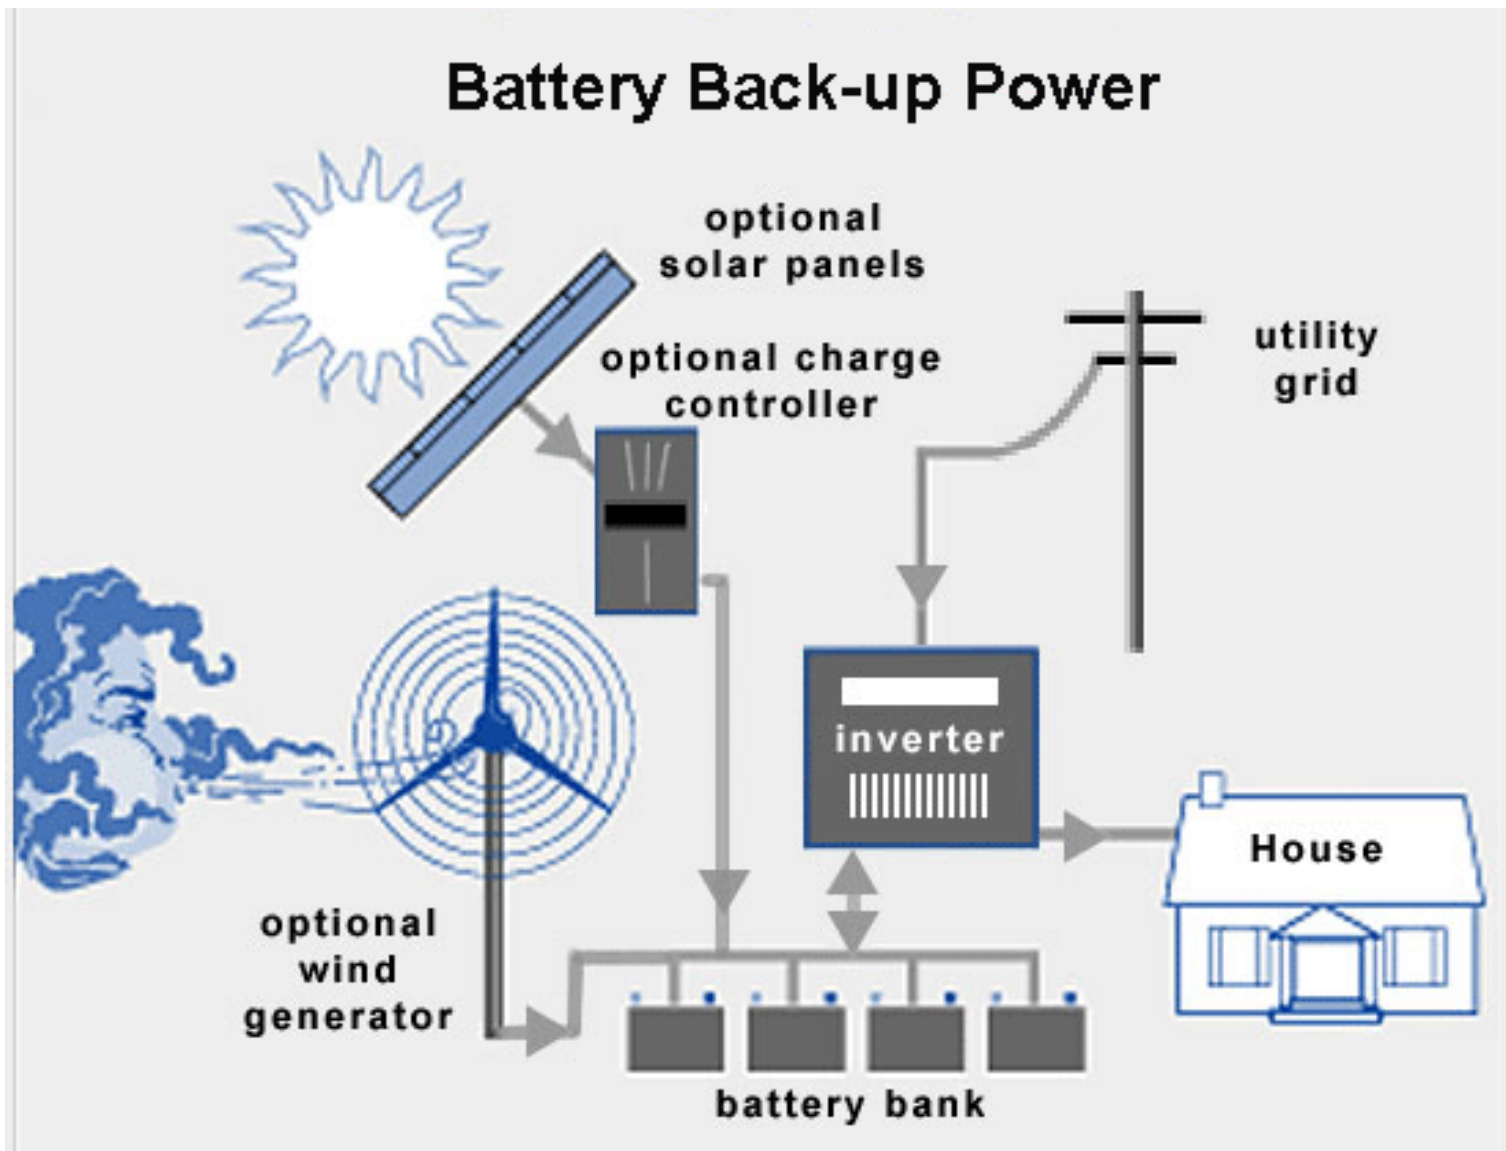 Battery Back-up Power
optional
solar panels
optional charge
controller
utility
grid
inverter
House
optional
wind
generator
battery bank